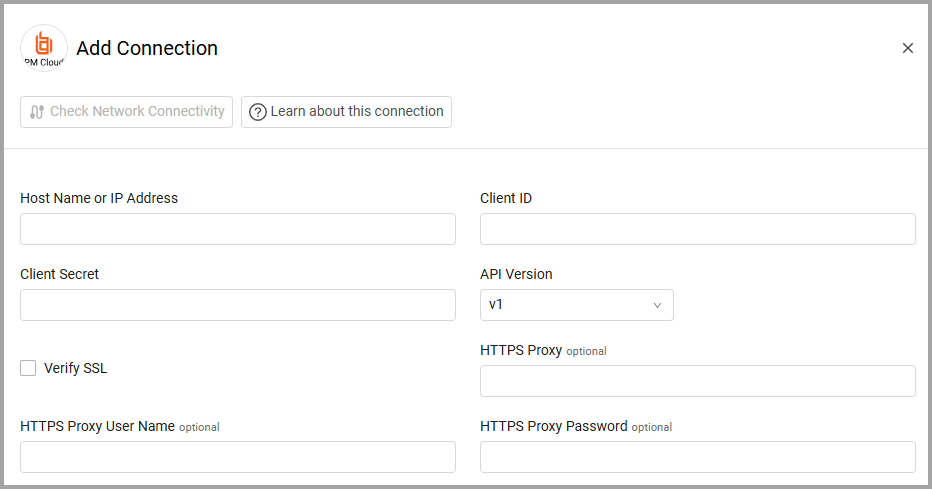 PM Cloud
Add Connection
Check Network Connectivity
Learn about this connection
Host Name or IP Address
Client ID
Client Secret
API Version
v1
Verify SSL
HTTPS Proxy optional
HTTPS Proxy User Name optional
HTTPS Proxy Password optional